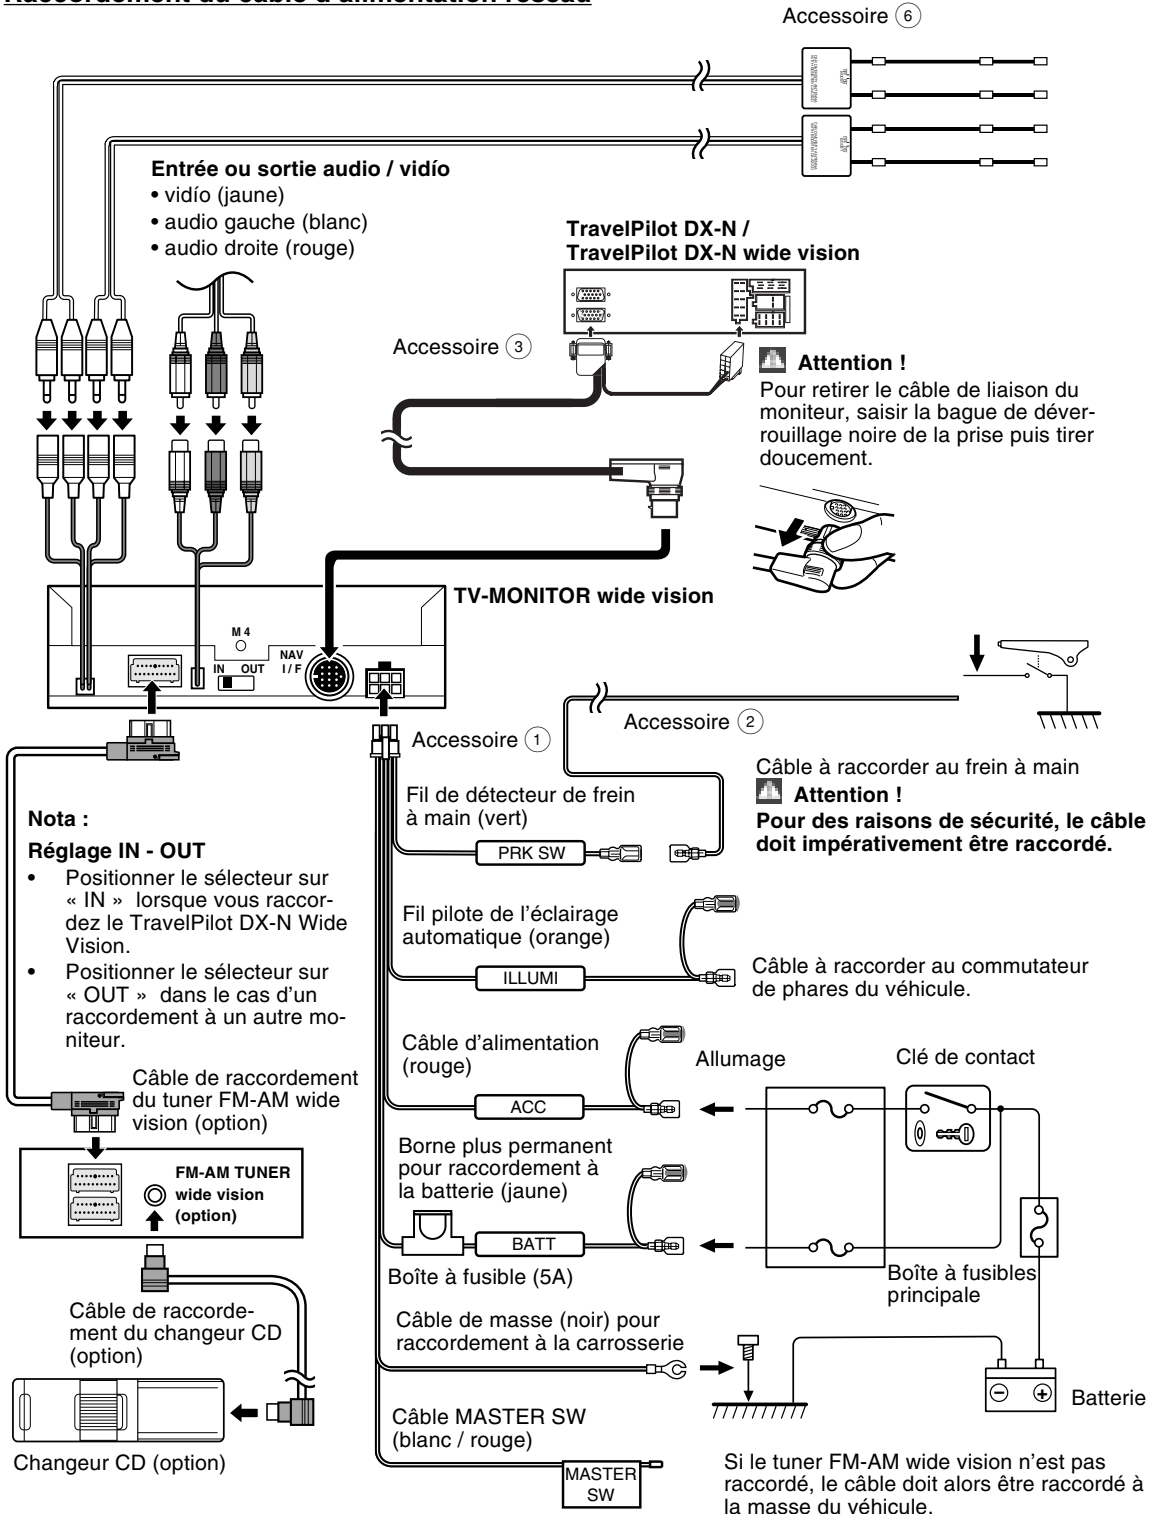 Raccordement du câble d'alimentation réseau
Accessoire 6
Entrée ou sortie audio / vidío
• vidío (jaune)
• audio gauche (blanc)
• audio droite (rouge)
TravelPilot DX-N /
TravelPilot DX-N wide vision
Accessoire 3
Attention !
Pour retirer le câble de liaison du
moniteur, saisir la bague de déver-
rouillage noire de la prise puis tirer
doucement.
TV-MONITOR wide vision
M 4
IN OUT
NAV
I / F
Accessoire 1
Accessoire 2
Câble à raccorder au frein à main
Attention !
Pour des raisons de sécurité, le câble
doit impérativement être raccordé.
Fil de détecteur de frein
à main (vert)
PRK SW
Nota :
Réglage IN - OUT
• Positionner le sélecteur sur
« IN » lorsque vous raccor-
dez le TravelPilot DX-N Wide
Vision.
• Positionner le sélecteur sur
« OUT » dans le cas d'un
raccordement à un autre mo-
niteur.
Fil pilote de l'éclairage
automatique (orange)
ILLUMI
Câble à raccorder au commutateur
de phares du véhicule.
Câble d'alimentation
(rouge)
ACC
Allumage
Clé de contact
Câble de raccordement
du tuner FM-AM wide
vision (option)
Borne plus permanent
pour raccordement à
la batterie (jaune)
BATT
Boîte à fusible (5A)
Boîte à fusibles
principale
FM-AM TUNER
wide vision
(option)
Câble de raccorde-
ment du changeur CD
(option)
Câble de masse (noir) pour
raccordement à la carrosserie
Batterie
Changeur CD (option)
Câble MASTER SW
(blanc / rouge)
MASTER
SW
Si le tuner FM-AM wide vision n'est pas
raccordé, le câble doit alors être raccordé à
la masse du véhicule.